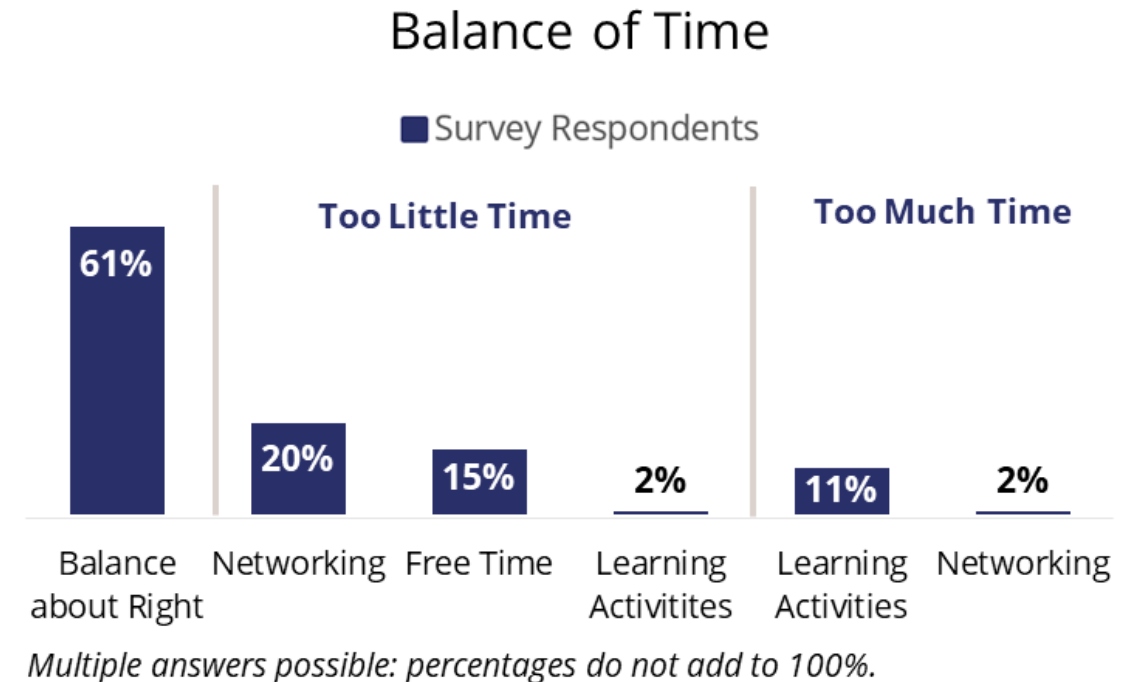 Balance of Time
Survey Respondents
Too Little Time
Too Much Time
61%
20%
15%
2%
11%
2%
Balance
about Right
Networking
Free Time
Learning
Activitites
Learning
Activities
Networking
Multiple answers possible: percentages do not add to 100%.